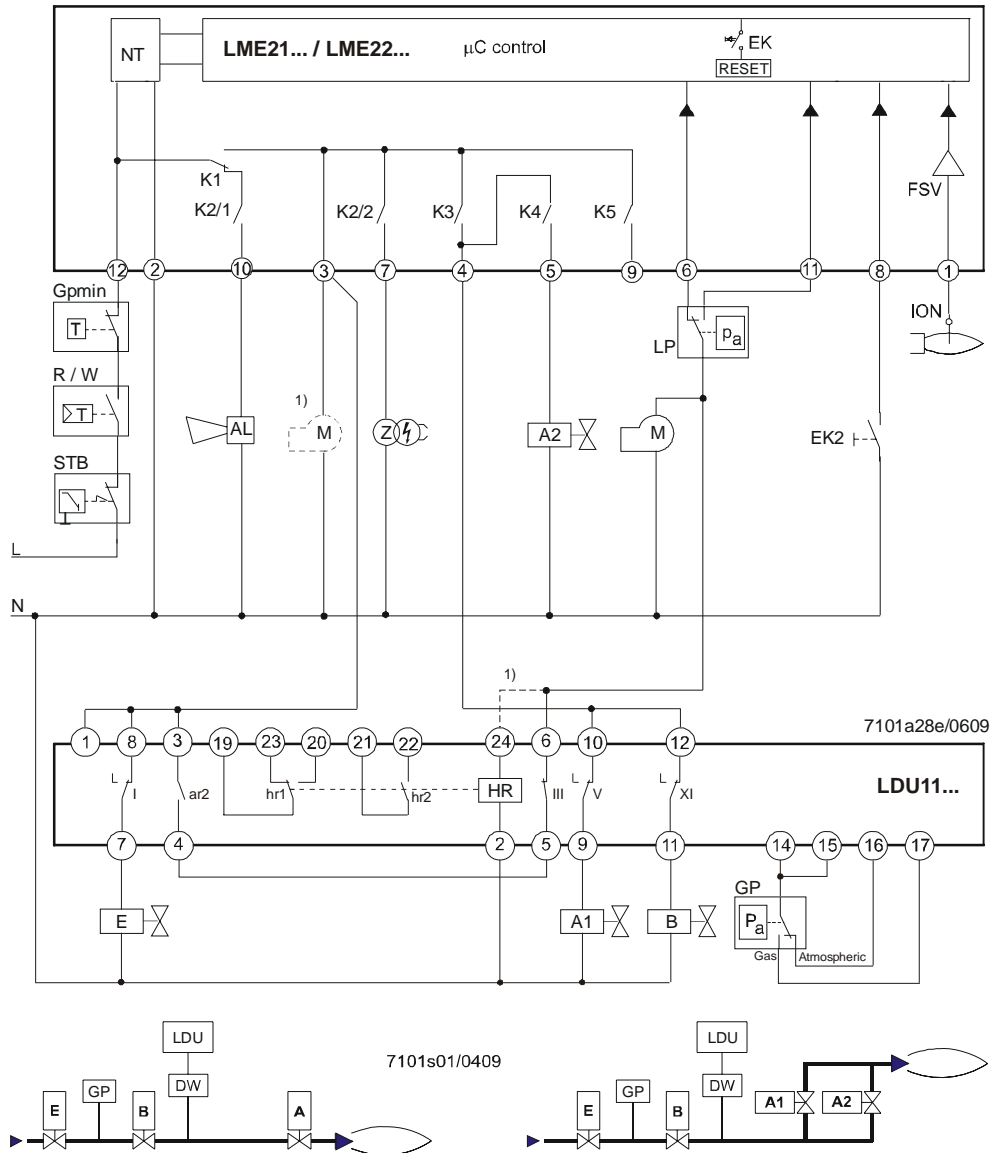 NT
LME21... / LME22...
µC control
EK
RESET
FSV
K1
K2/1
K2/2
K3
K4
K5
12 2 10 3 7 4 5 9 6 11 8 1
Gpmin
T
R / W
T
STB
L
N
AL
1)
M
Z
A2
LP
pa
M
EK2
ION
1)
7101a28e/0609
1 8 3 19 23 20 21 22 24 6 10 12
LDU11...
I
ar2
hr1
hr2
HR
III
V
XI
7 4 2 5 9 11 14 15 16 17
E
A1
B
GP
Pa
Gas
Atmospheric
7101s01/0409
LDU
DW
GP
E
B
A
LDU
DW
GP
E
B
A1
A2